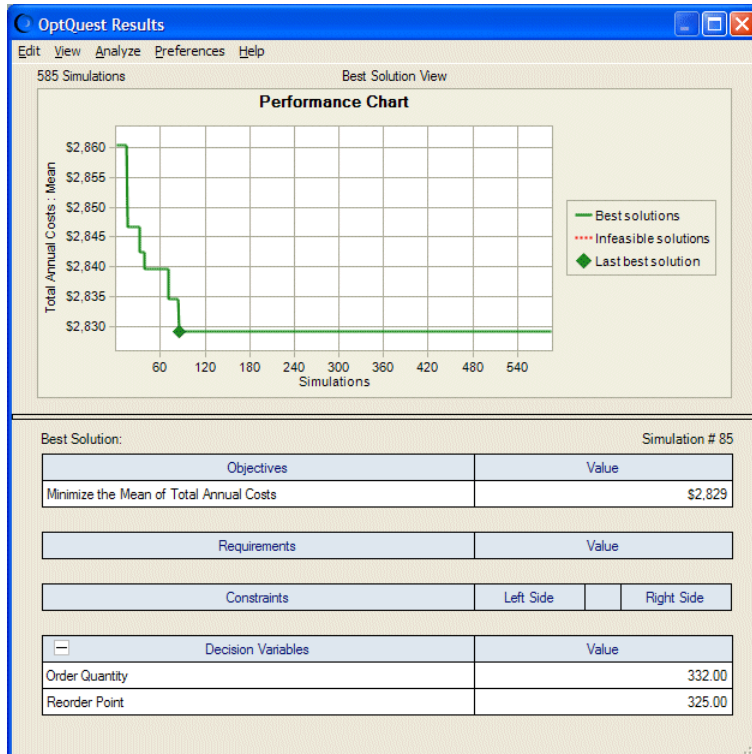 OptQuest Results
Edit View Analyze Preferences Help
585 Simulations Best Solution View
Performance Chart
Total Annual Costs : Mean
$2,860
$2,855
$2,850
$2,845
$2,840
$2,835
$2,830
60 120 180 240 300 360 420 480 540
Simulations
Best solutions
Infeasible solutions
Last best solution
Best Solution: Simulation # 85
Objectives Value
Minimize the Mean of Total Annual Costs $2,829
Requirements Value
Constraints Left Side Right Side
Decision Variables Value
Order Quantity 332.00
Reorder Point 325.00